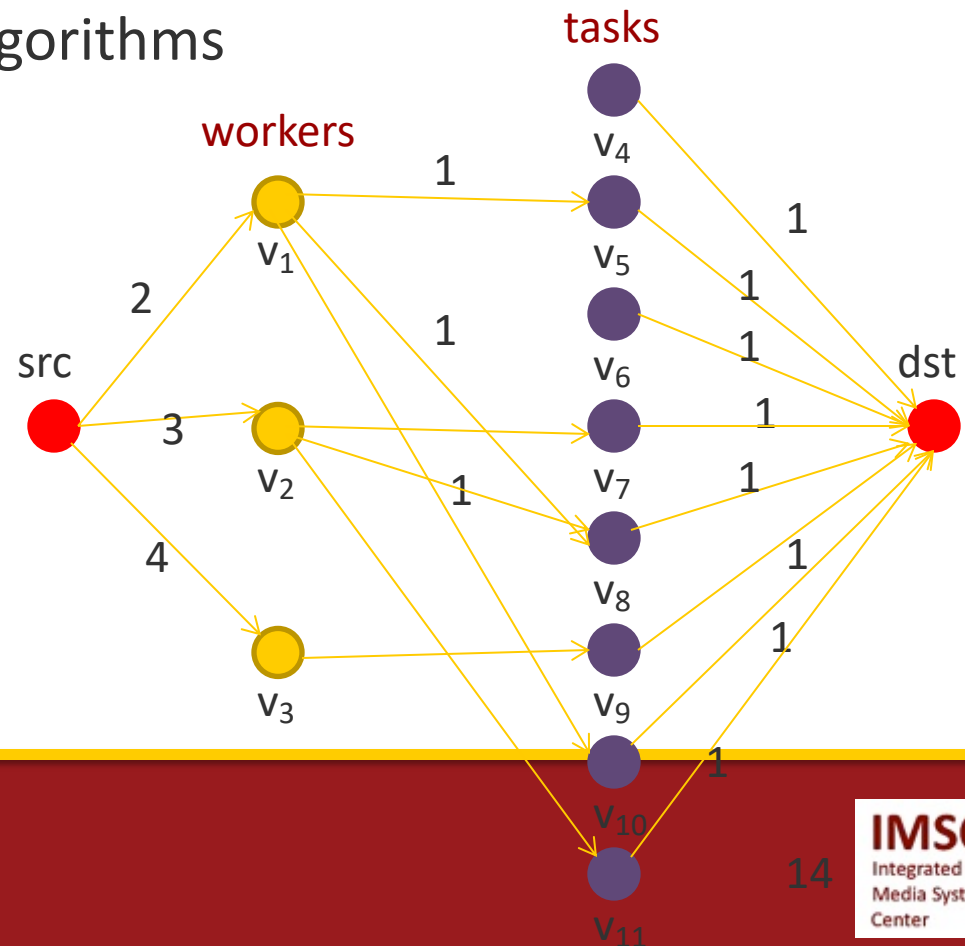 gorithms
tasks
workers
v4
1
v1
v5
1
2
1
1
v6
1
src
dst
3
v2
v7
1
1
1
4
v8
1
v3
v9
1
1
v10
14
v11
IMSC
Integrated
Media Syst
Center